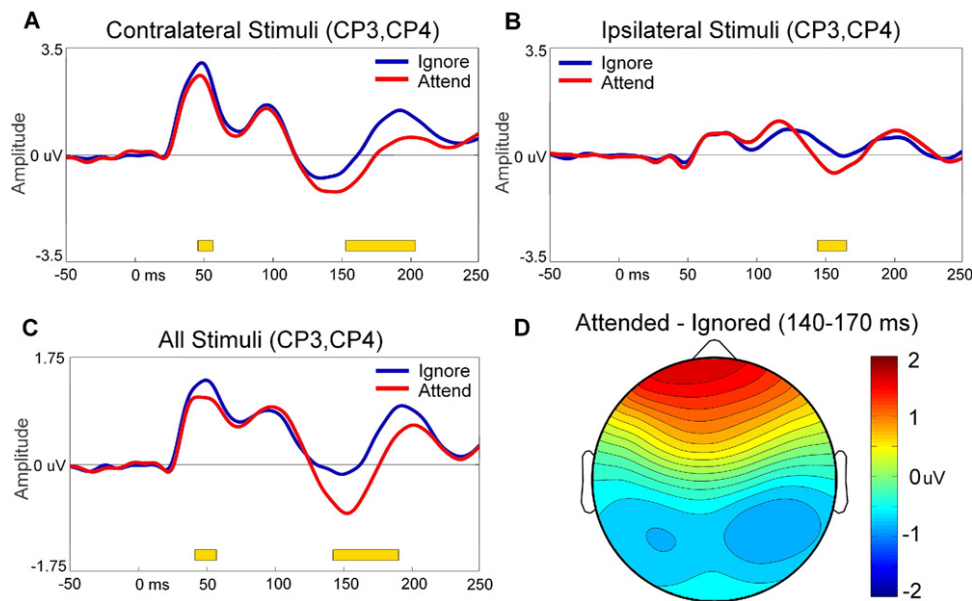 A
Contralateral Stimuli (CP3,CP4)
3.5
Ignore
Attend
Amplitude
0 uV
-3.5
-50
0 ms
50
100
150
200
250
B
Ipsilateral Stimuli (CP3,CP4)
3.5
Ignore
Attend
Amplitude
0 uV
-3.5
-50
0 ms
50
100
150
200
250
C
All Stimuli (CP3,CP4)
1.75
Ignore
Attend
Amplitude
0 uV
-1.75
-50
0 ms
50
100
150
200
250
D
Attended - Ignored (140-170 ms)
2
1
0 uV
-1
-2